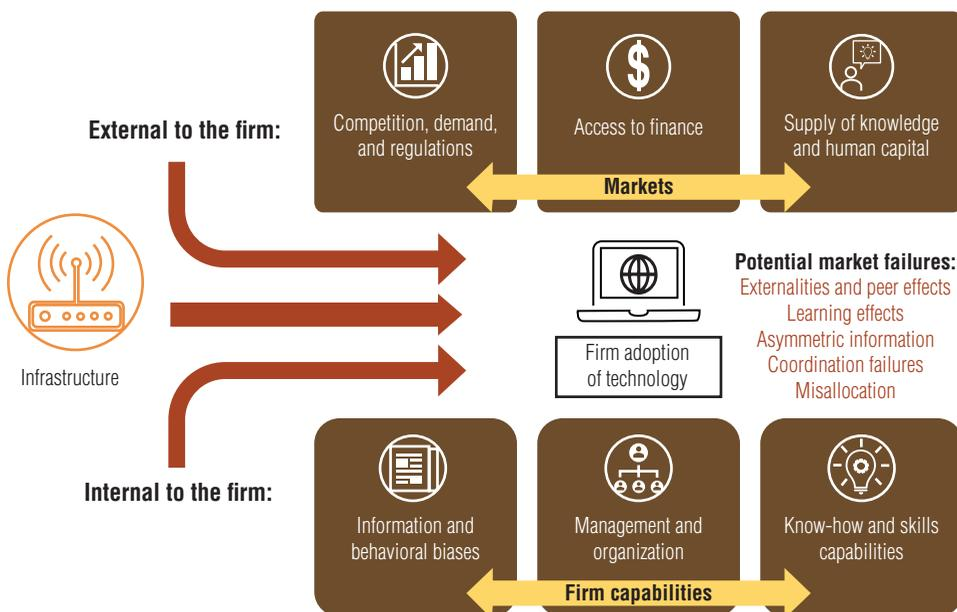 External to the firm:
Competition, demand,
and regulations
$
Access to finance
Supply of knowledge
and human capital
Markets
Infrastructure
Firm adoption
of technology
Potential market failures:
Externalities and peer effects
Learning effects
Asymmetric information
Coordination failures
Misallocation
Internal to the firm:
Information and
behavioral biases
Management and
organization
Know-how and skills
capabilities
Firm capabilities